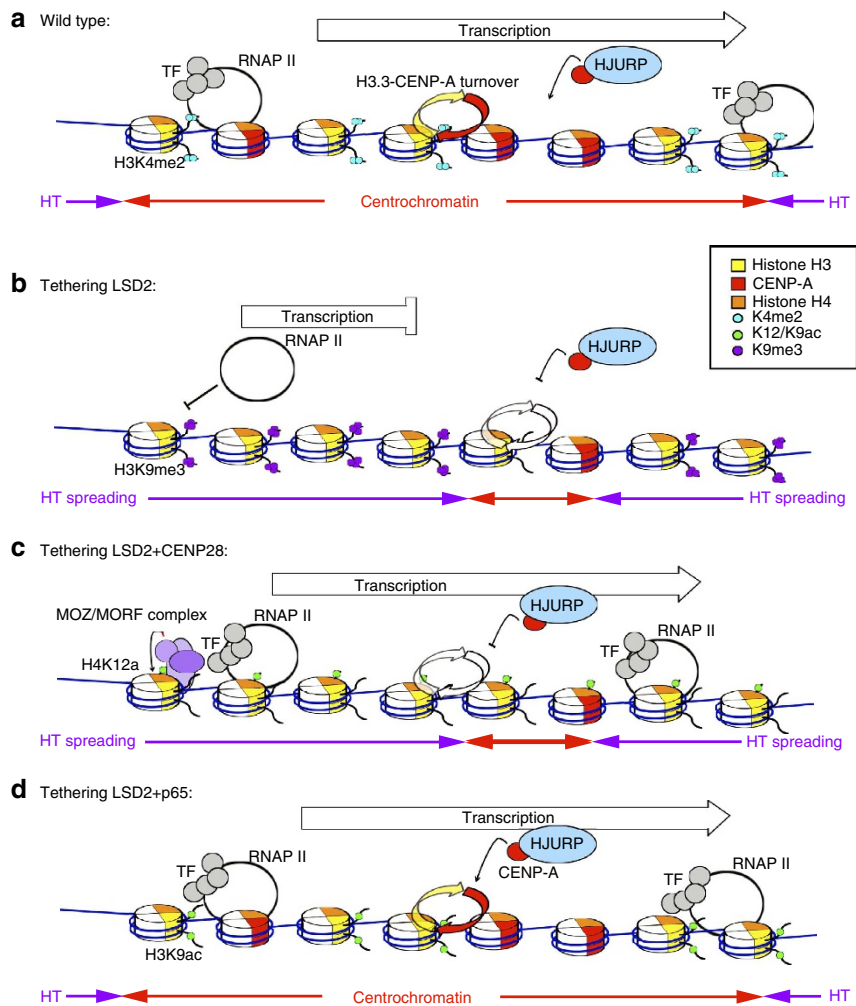 a Wild type:
Transcription
RNAP II
TF
HJURP
H3.3-CENP-A turnover
TF
H3K4me2
HT
Centrochromatin
HT
b Tethering LSD2:
Histone H3
CENP-A
Histone H4
K4me2
K12/K9ac
K9me3
Transcription
RNAP II
HJURP
H3K9me3
HT spreading
HT spreading
c Tethering LSD2+CENP28:
Transcription
MOZ/MORF complex
RNAP II
HJURP
TF
RNAP II
TF
H4K12a
HT spreading
HT spreading
d Tethering LSD2+p65:
Transcription
RNAP II
HJURP
TF
CENP-A
RNAP II
TF
H3K9ac
HT
Centrochromatin
HT